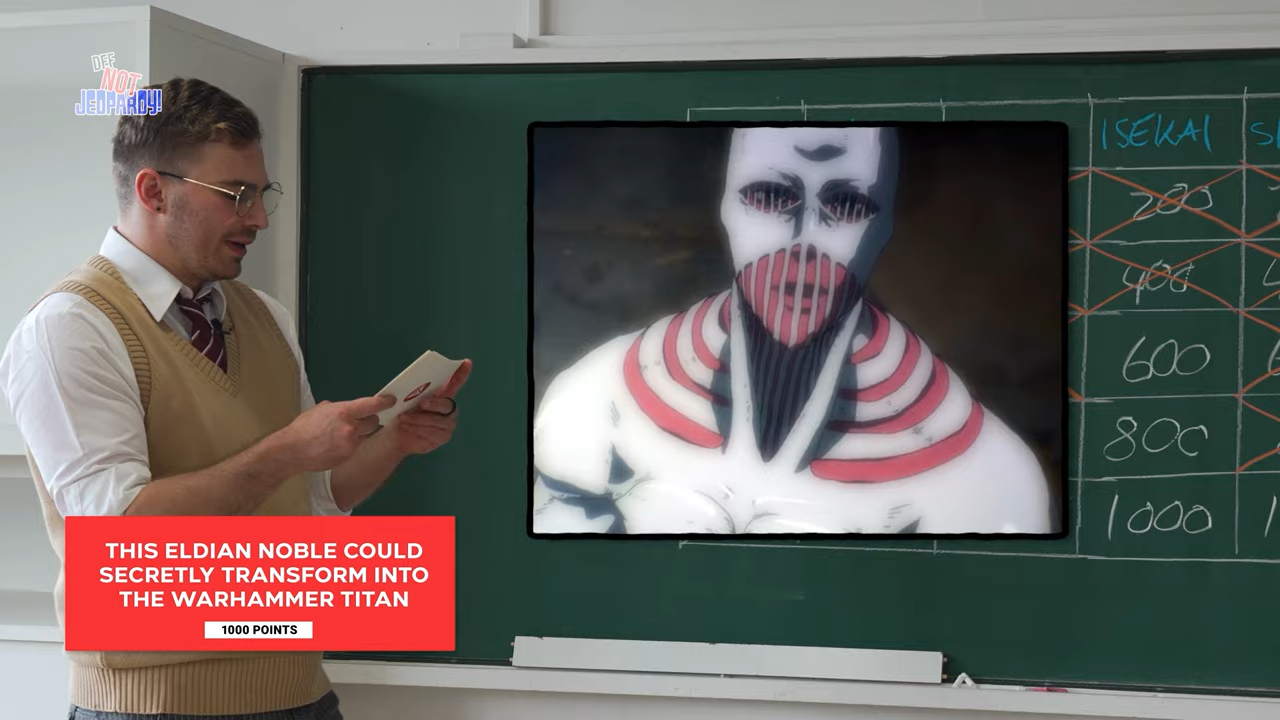 DEF
NOT
JEOPARDY!
ISEKAI
200
400
600
800
1000
THIS ELDIAN NOBLE COULD
SECRETLY TRANSFORM INTO
THE WARHAMMER TITAN
1000 POINTS